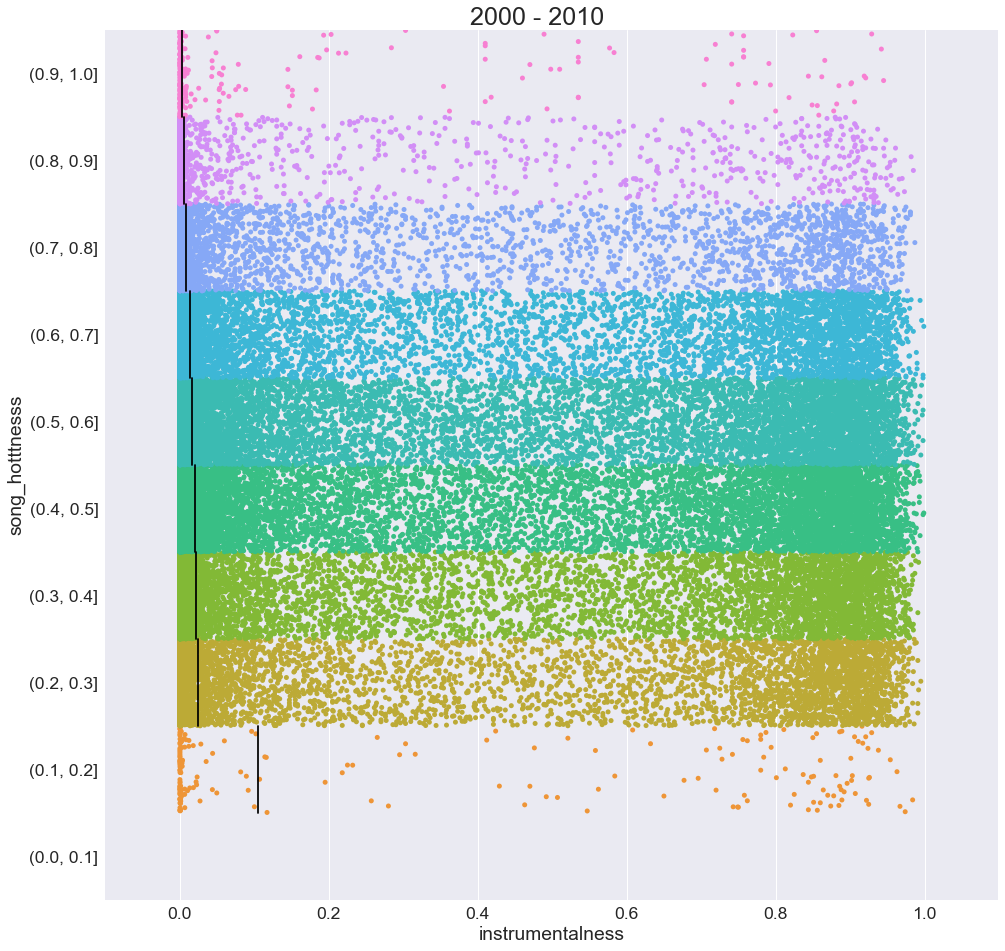 2000 - 2010
song_hotttnesss
(0.9, 1.0]
(0.8, 0.9]
(0.7, 0.8]
(0.6, 0.7]
(0.5, 0.6]
(0.4, 0.5]
(0.3, 0.4]
(0.2, 0.3]
(0.1, 0.2]
(0.0, 0.1]
0.0 0.2 0.4 0.6 0.8 1.0
instrumentalness